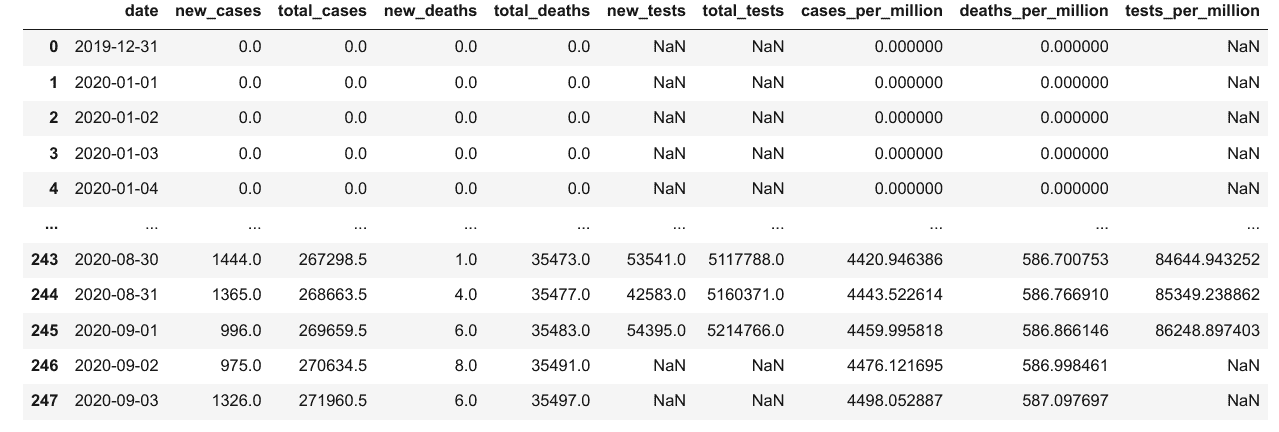 date new_cases total_cases new_deaths total_deaths new_tests total_tests cases_per_million deaths_per_million tests_per_million
0 2019-12-31 0.0 0.0 0.0 0.0 NaN NaN 0.000000 0.000000 NaN
1 2020-01-01 0.0 0.0 0.0 0.0 NaN NaN 0.000000 0.000000 NaN
2 2020-01-02 0.0 0.0 0.0 0.0 NaN NaN 0.000000 0.000000 NaN
3 2020-01-03 0.0 0.0 0.0 0.0 NaN NaN 0.000000 0.000000 NaN
4 2020-01-04 0.0 0.0 0.0 0.0 NaN NaN 0.000000 0.000000 NaN
... ... ... ... ... ... ... ... ... ... ...
243 2020-08-30 1444.0 267298.5 1.0 35473.0 53541.0 5117788.0 4420.946386 586.700753 84644.943252
244 2020-08-31 1365.0 268663.5 4.0 35477.0 42583.0 5160371.0 4443.522614 586.766910 85349.238862
245 2020-09-01 996.0 269659.5 6.0 35483.0 54395.0 5214766.0 4459.995818 586.866146 86248.897403
246 2020-09-02 975.0 270634.5 8.0 35491.0 NaN NaN 4476.121695 586.998461 NaN
247 2020-09-03 1326.0 271960.5 6.0 35497.0 NaN NaN 4498.052887 587.097697 NaN